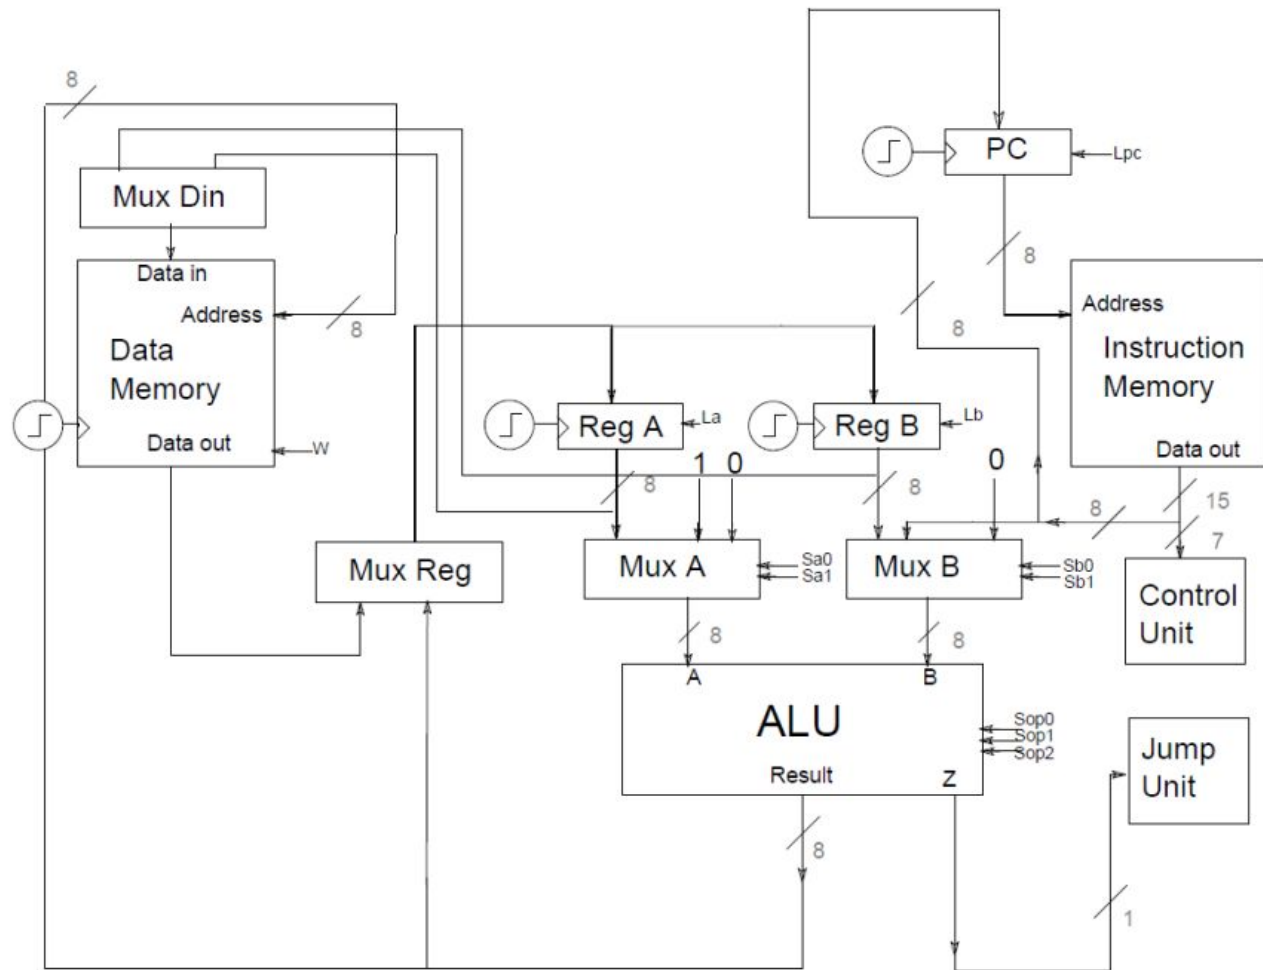 8
PC
Lpc
Mux Din
8
Data in
Address
8
Data
Memory
8
Address
Instruction
Memory
Reg A
La
Reg B
Lb
Data out
W
Data out
1 0
0
8
8
8
15
7
Mux Reg
Mux A
Sa0
Sa1
Mux B
Sb0
Sb1
Control
Unit
8
8
A
B
ALU
Sop0
Sop1
Sop2
Result
Z
Jump
Unit
8
1